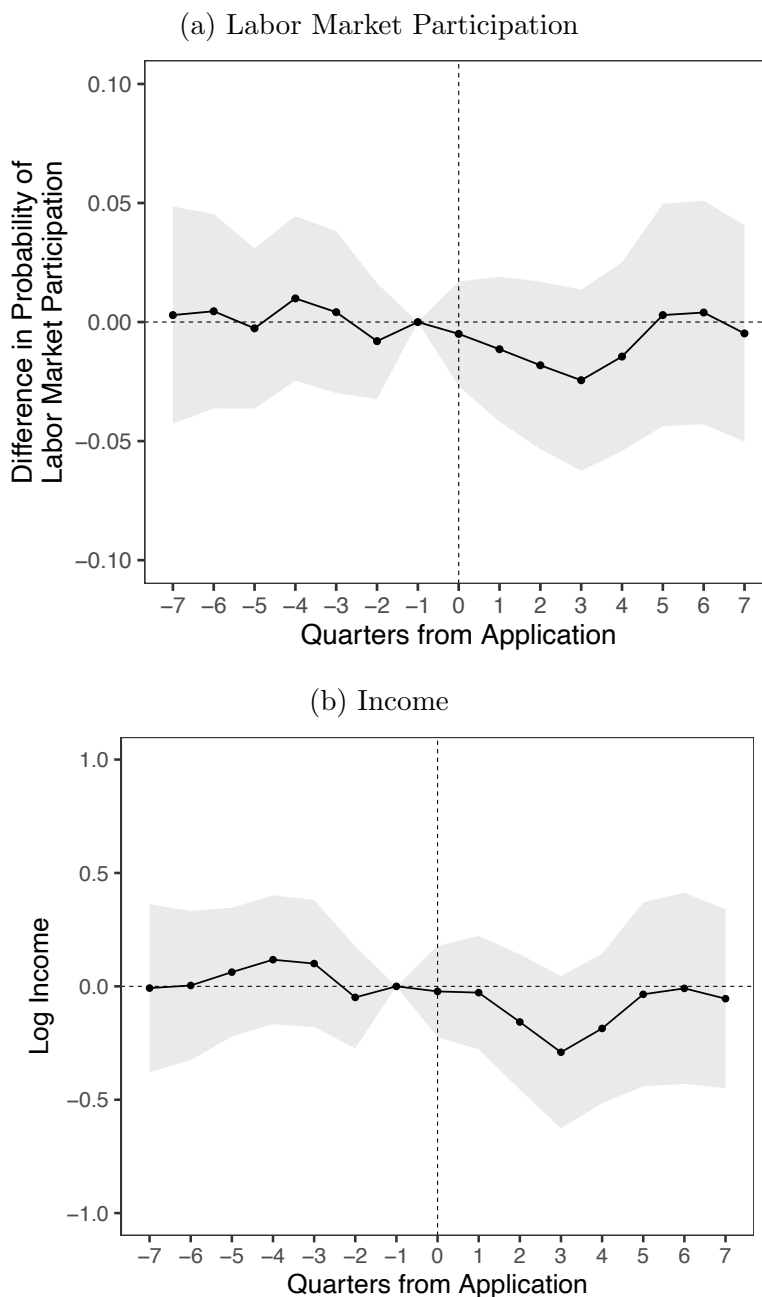 (a) Labor Market Participation
Difference in Probability of
Labor Market Participation
0.10
0.05
0.00
−0.05
−0.10
−7 −6 −5 −4 −3 −2 −1 0 1 2 3 4 5 6 7
Quarters from Application
(b) Income
Log Income
1.0
0.5
0.0
−0.5
−1.0
−7 −6 −5 −4 −3 −2 −1 0 1 2 3 4 5 6 7
Quarters from Application